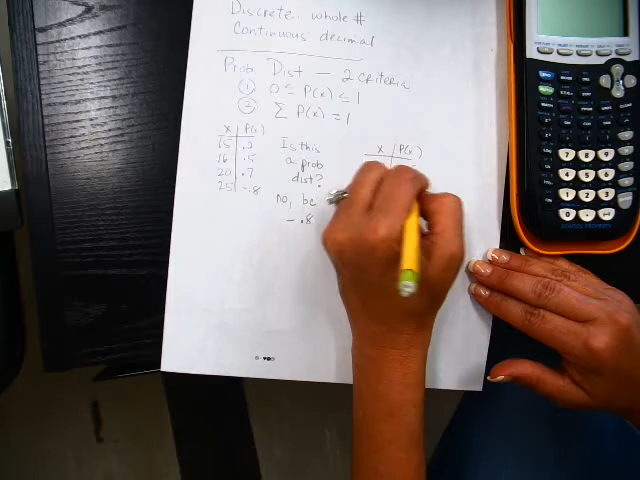 Discrete whole #
Continuous decimal
Prob Dist — 2 criteria
① 0 ≤ P(x) ≤ 1
② Σ P(x) = 1
x P(x)
15 .2
16 .5
20 .7
25 -.8
Is this
a prob
dist?
no, bc
-.8
x P(x)